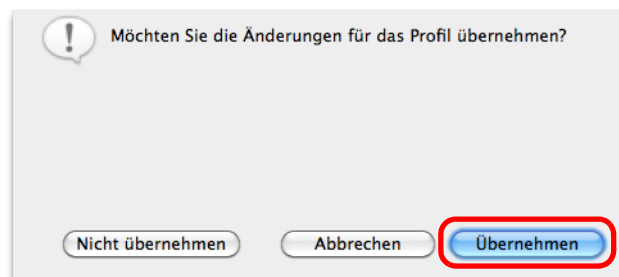 Möchten Sie die Änderungen für das Profil übernehmen?
Nicht übernehmen Abbrechen Übernehmen